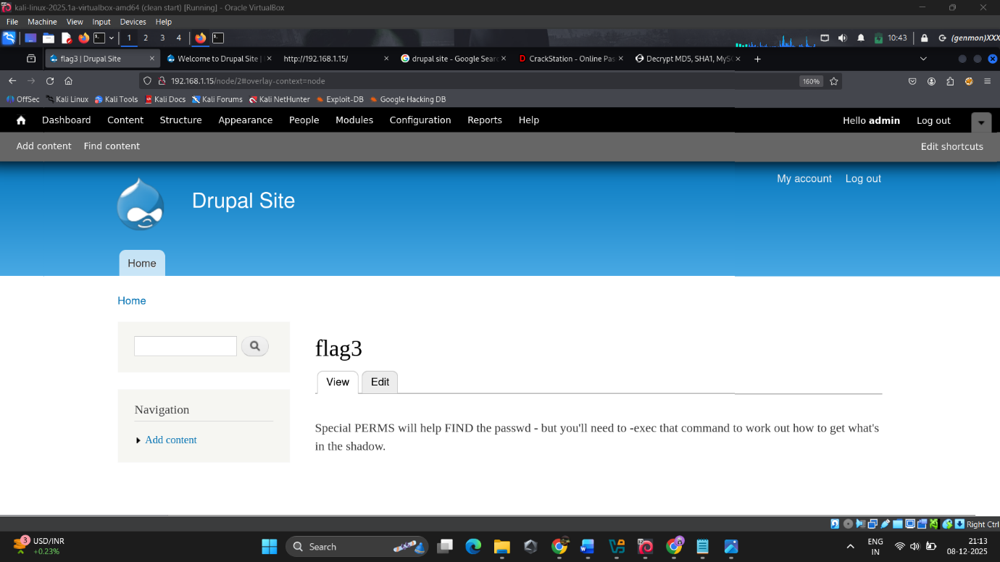 kali-linux-2025.1a-virtualbox-amd64 (clean start) [Running] - Oracle VirtualBox
File Machine View Input Devices Help
1 2 3 4 10:43 (genmon)XXX
flag3 | Drupal Site Welcome to Drupal Site | http://192.168.1.15/ drupal site - Google Searc CrackStation - Online Pas Decrypt MD5, SHA1, MyS
192.168.1.15/node/2#overlay-context=node 160%
OffSec Kali Linux Kali Tools Kali Docs Kali Forums Kali NetHunter Exploit-DB Google Hacking DB
Dashboard Content Structure Appearance People Modules Configuration Reports Help Hello admin Log out
Add content Find content Edit shortcuts
My account Log out
Drupal Site
Home
Home
flag3
View Edit
Navigation
Add content
Special PERMS will help FIND the passwd - but you'll need to -exec that command to work out how to get what's
in the shadow.
Right Ctrl
3 USD/INR
+0.23%
Search
ENG
IN
21:13
08-12-2025